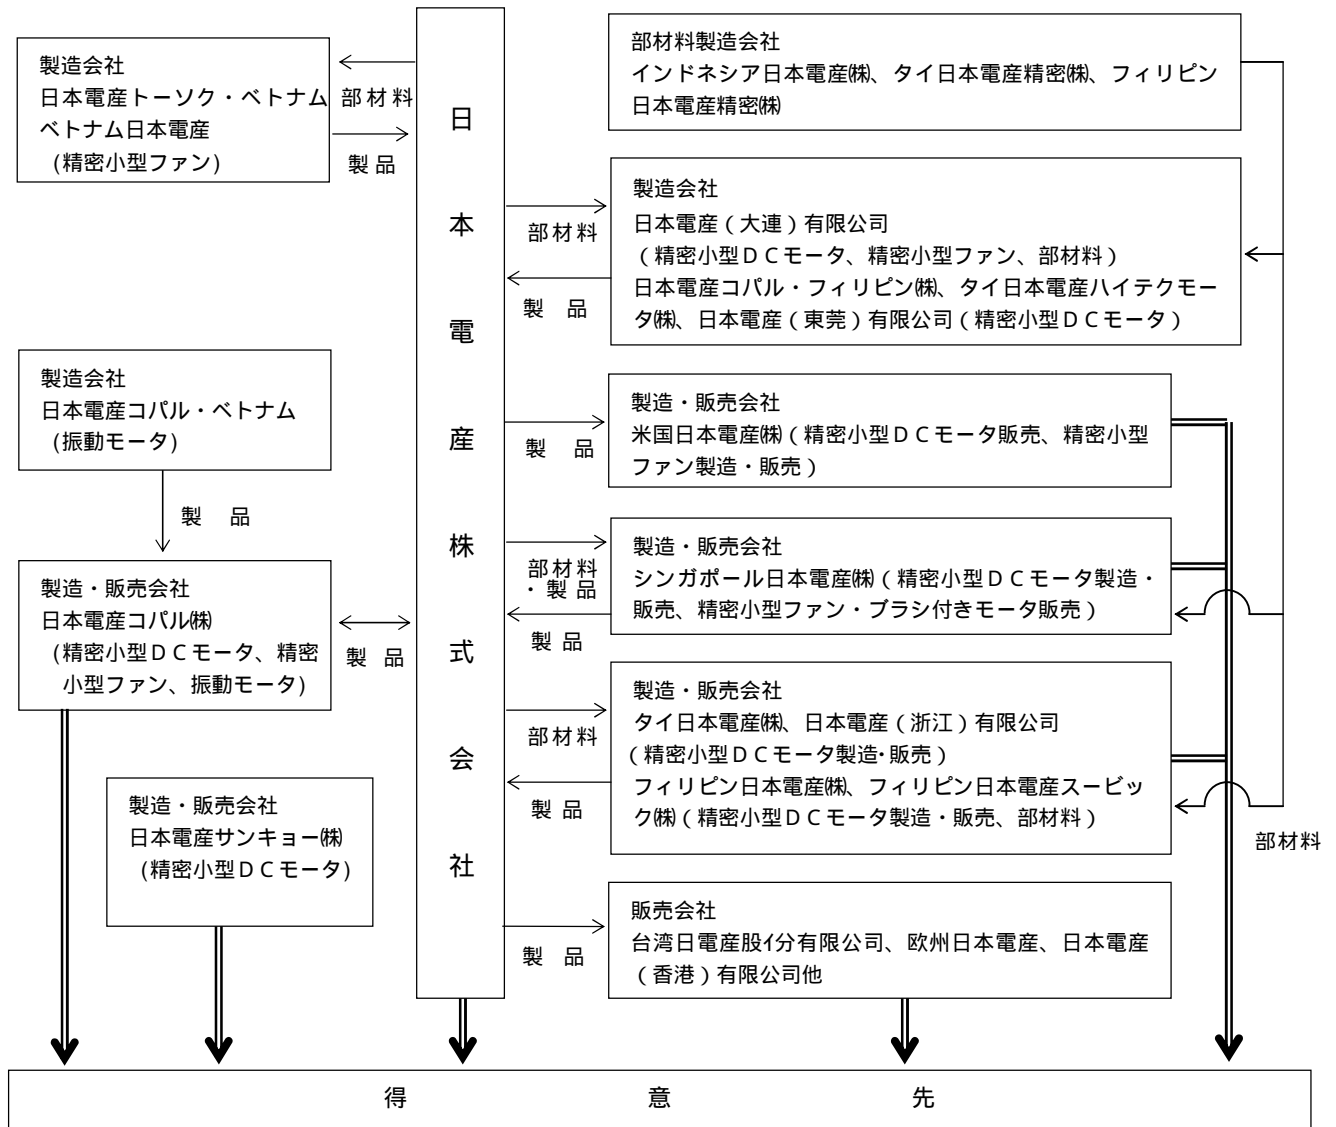 製造会社
日本電産トーソク・ベトナム
ベトナム日本電産
(精密小型ファン)
部材料
製品
製造会社
日本電産コパル・ベトナム
(振動モータ)
製 品
製造・販売会社
日本電産コパル㈱
(精密小型ＤＣモータ、精密
小型ファン、振動モータ)
製 品
製造・販売会社
日本電産サンキョー㈱
(精密小型ＤＣモータ)
日
本
電
産
株
式
会
社
部材料製造会社
インドネシア日本電産㈱、タイ日本電産精密㈱、フィリピン
日本電産精密㈱
部材料
製 品
製造会社
日本電産（大連）有限公司
（精密小型ＤＣモータ、精密小型ファン、部材料）
日本電産コパル・フィリピン㈱、タイ日本電産ハイテクモー
タ㈱、日本電産（東莞）有限公司（精密小型ＤＣモータ）
製 品
製造・販売会社
米国日本電産㈱（精密小型ＤＣモータ販売、精密小型
ファン製造・販売）
部材料
・製品
製品
製造・販売会社
シンガポール日本電産㈱（精密小型ＤＣモータ製造・
販売、精密小型ファン・ブラシ付きモータ販売）
部材料
製品
製造・販売会社
タイ日本電産㈱、日本電産（浙江）有限公司
（精密小型ＤＣモータ製造・販売）
フィリピン日本電産㈱、フィリピン日本電産スービッ
ク㈱（精密小型ＤＣモータ製造・販売、部材料）
部材料
製 品
販売会社
台湾日電産股ｲ分有限公司、欧州日本電産、日本電産
（香港）有限公司他
得 意 先